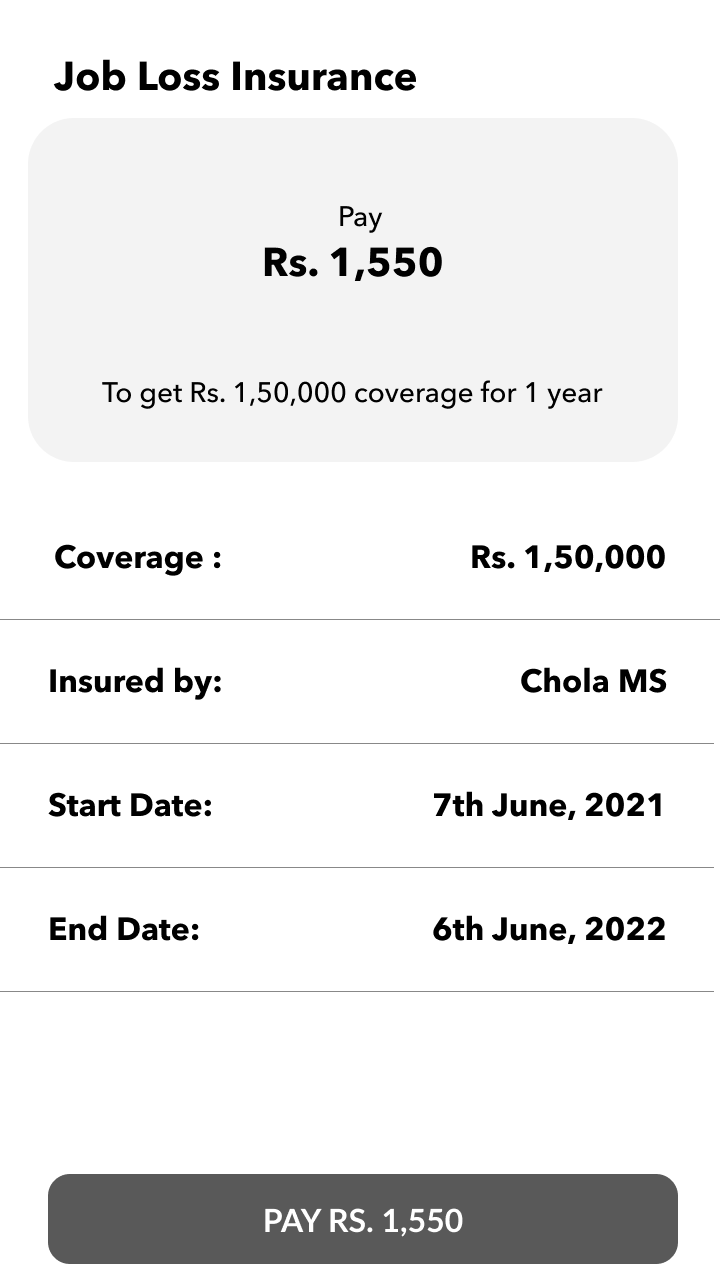 Job Loss Insurance
Pay
Rs. 1,550
To get Rs. 1,50,000 coverage for 1 year
Coverage : Rs. 1,50,000
Insured by: Chola MS
Start Date: 7th June, 2021
End Date: 6th June, 2022
PAY RS. 1,550